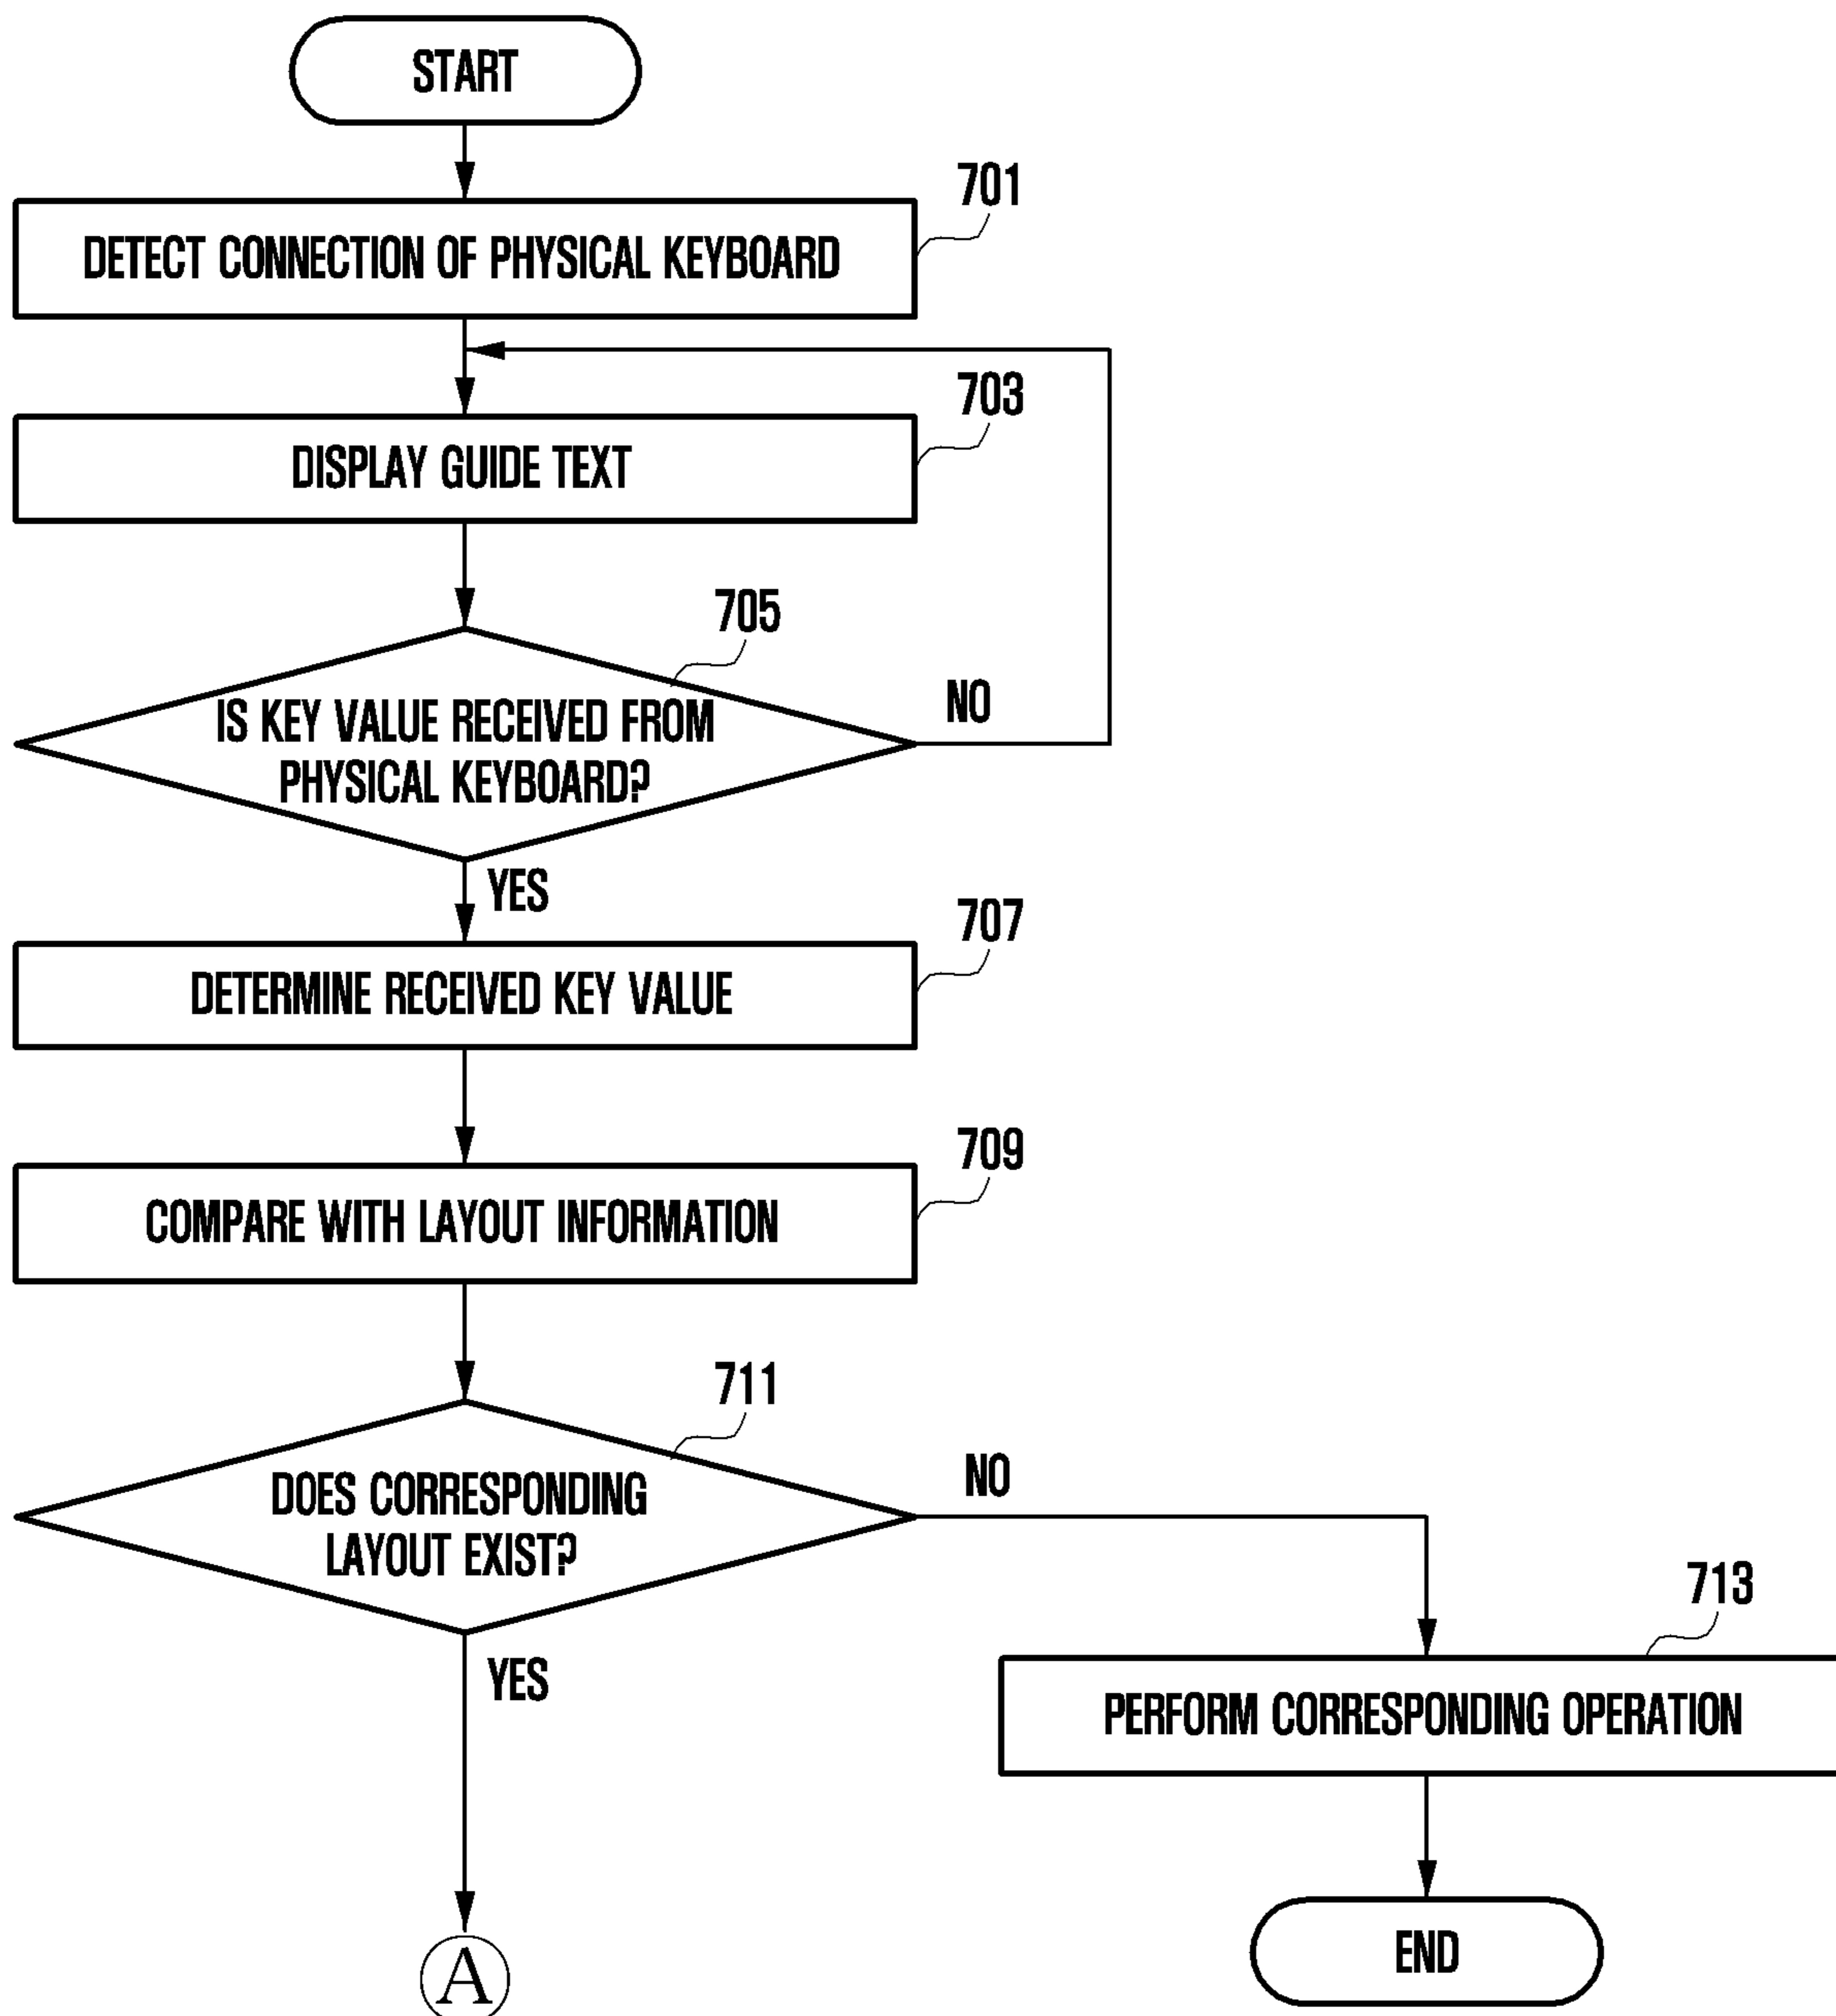 START
701
DETECT CONNECTION OF PHYSICAL KEYBOARD
703
DISPLAY GUIDE TEXT
705
IS KEY VALUE RECEIVED FROM
PHYSICAL KEYBOARD?
NO
YES
707
DETERMINE RECEIVED KEY VALUE
709
COMPARE WITH LAYOUT INFORMATION
711
DOES CORRESPONDING
LAYOUT EXIST?
NO
YES
713
PERFORM CORRESPONDING OPERATION
END
A